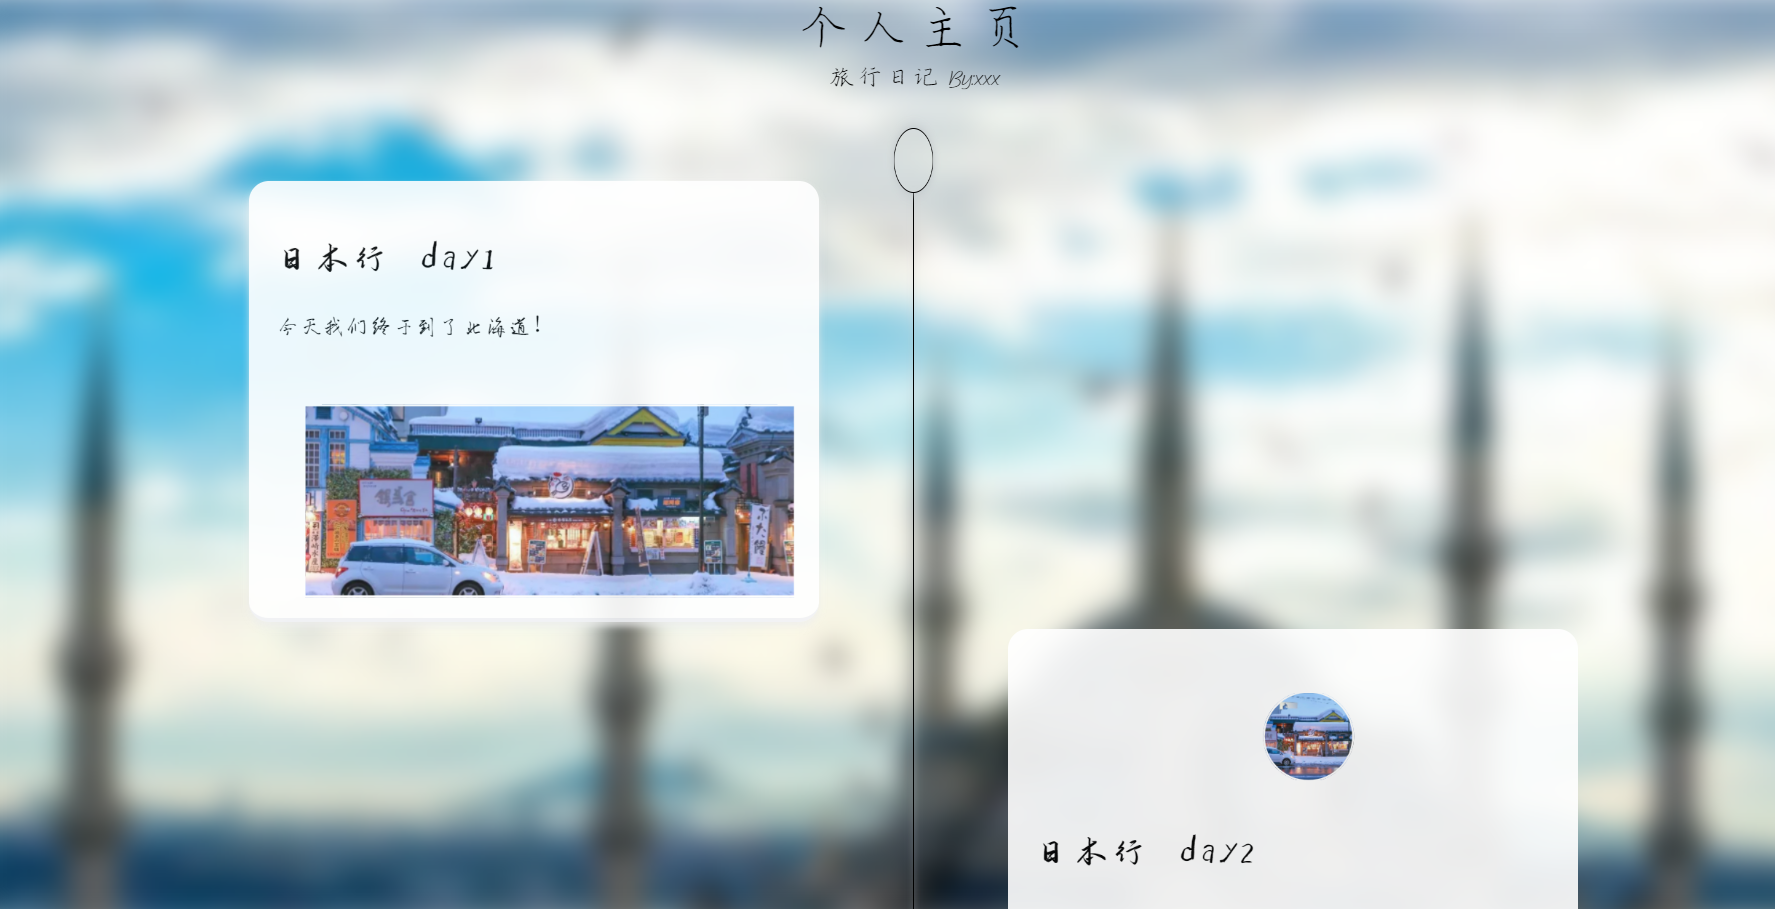 个人主页
旅行日记 Byxxx
日本行 day1
今天我们终于到了北海道!
日本行 day2